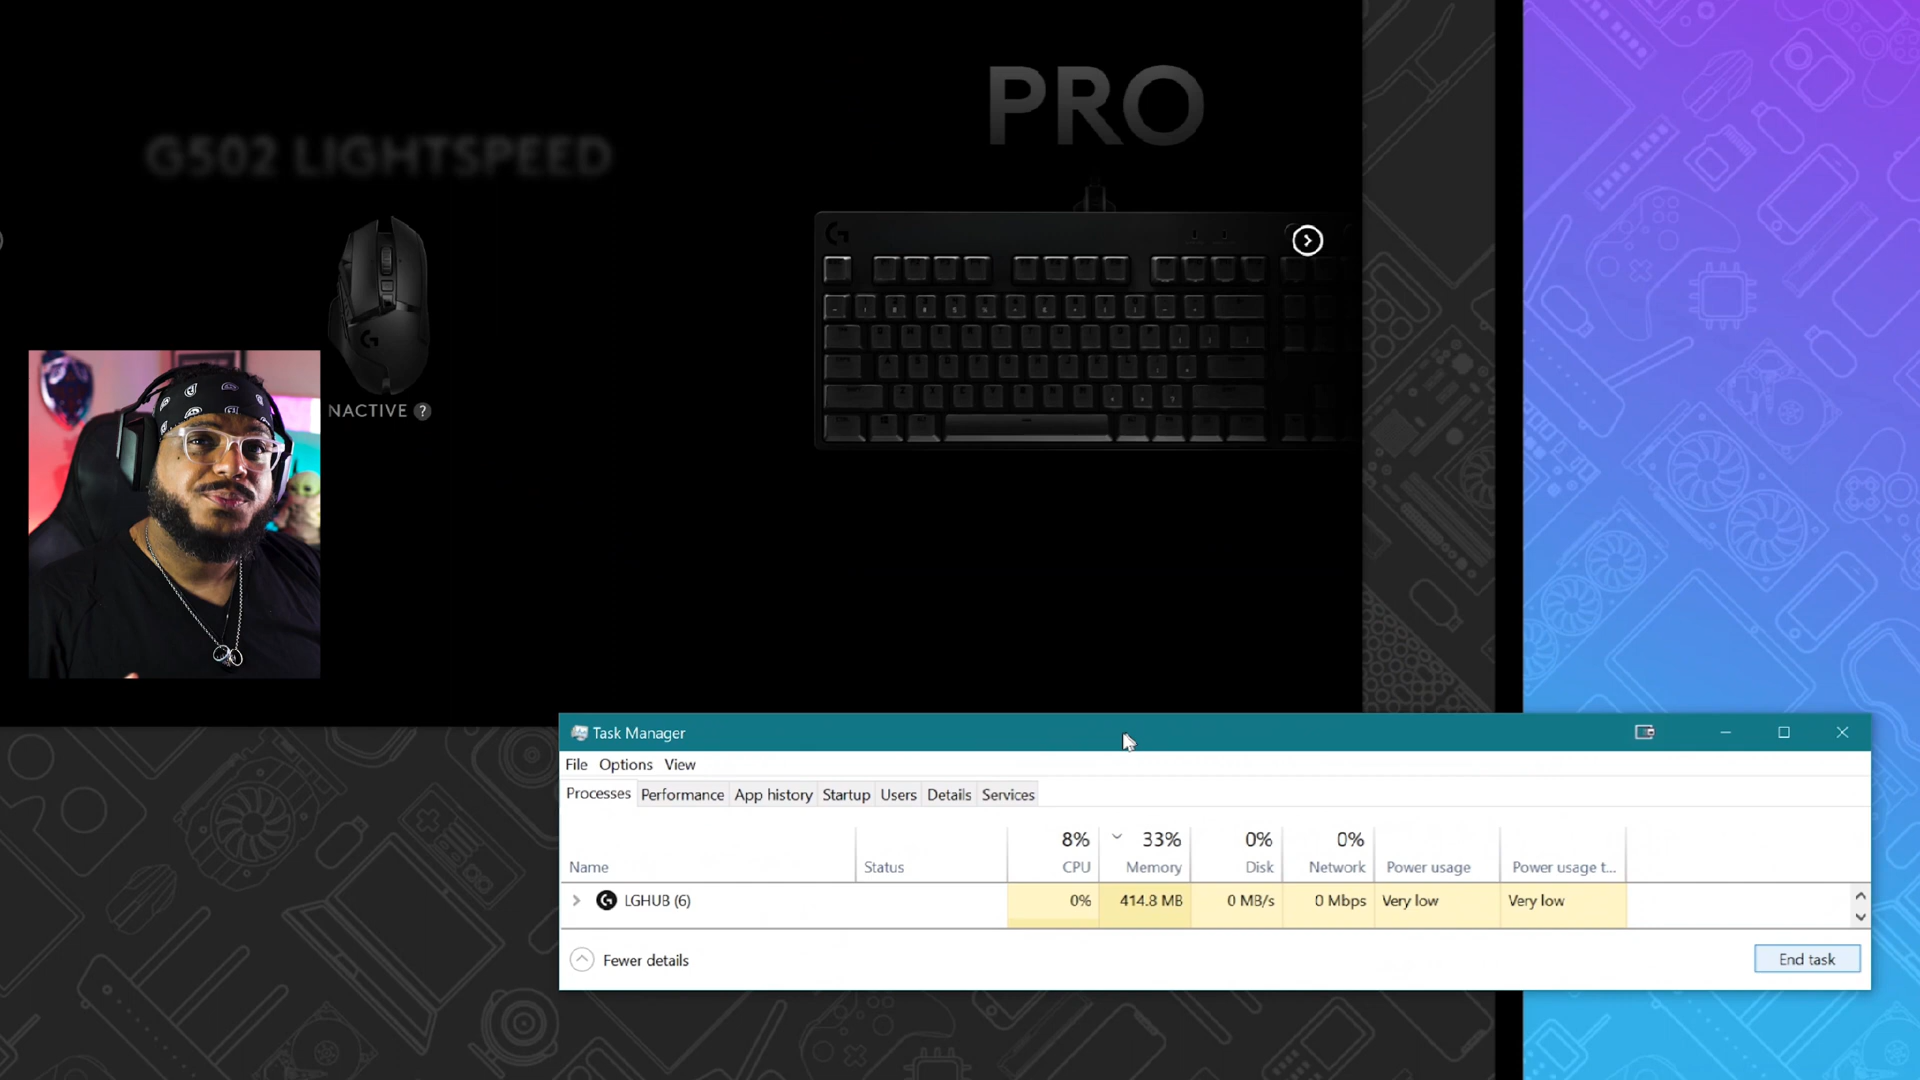 PRO
G502 LIGHTSPEED
NACTIVE ?
Task Manager
File Options View
Processes Performance App history Startup Users Details Services
8% 33% 0% 0%
Name Status CPU Memory Disk Network Power usage Power usage t...
LGHUB (6) 0% 414.8 MB 0 MB/s 0 Mbps Very low Very low
Fewer details End task